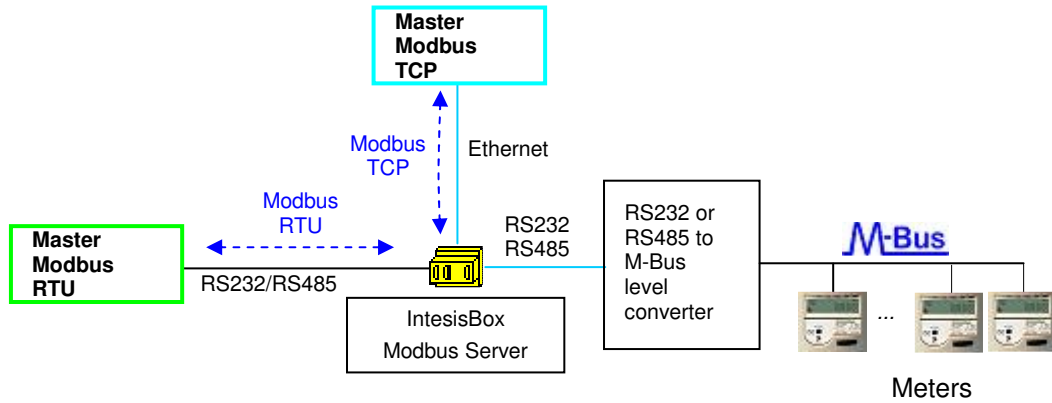 Master
Modbus
TCP
Modbus
TCP
Ethernet
Modbus
RTU
Master
Modbus
RTU
RS232/RS485
RS232
RS485
RS232 or
RS485 to
M-Bus
level
converter
M-Bus
IntesisBox
Modbus Server
...
Meters